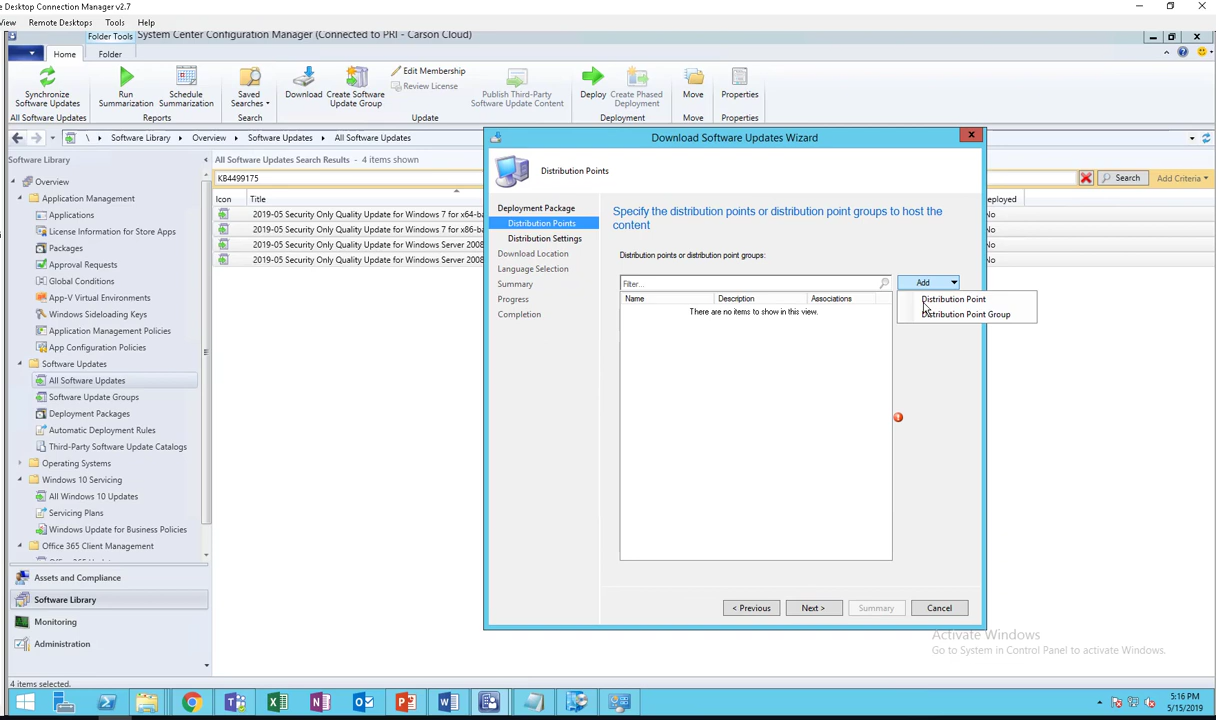 e Desktop Connection Manager v2.7
View Remote Desktops Tools Help
Folder Tools System Center Configuration Manager (Connected to PRI - Carson Cloud)
Home Folder
Synchronize Software Updates
Run Summarization
Schedule Summarization
Saved Searches
Download
Create Software Update Group
Edit Membership
Review License
Publish Third-Party Software Update Content
Deploy
Create Phased Deployment
Move
Properties
All Software Updates Reports Search Update Deployment Move Properties
\ Software Library Overview Software Updates All Software Updates
Software Library
Overview
Application Management
Applications
License Information for Store Apps
Packages
Approval Requests
Global Conditions
App-V Virtual Environments
Windows Sideloading Keys
Application Management Policies
App Configuration Policies
Software Updates
All Software Updates
Software Update Groups
Deployment Packages
Automatic Deployment Rules
Third-Party Software Update Catalogs
Operating Systems
Windows 10 Servicing
All Windows 10 Updates
Servicing Plans
Windows Update for Business Policies
Office 365 Client Management
Assets and Compliance
Software Library
Monitoring
Administration
All Software Updates Search Results - 4 items shown
KB4499175
Search Add Criteria
Icon Title
ployed
2019-05 Security Only Quality Update for Windows 7 for x64-ba
No
2019-05 Security Only Quality Update for Windows 7 for x86-ba
No
2019-05 Security Only Quality Update for Windows Server 2008
No
2019-05 Security Only Quality Update for Windows Server 2008
No
Download Software Updates Wizard
Distribution Points
Deployment Package
Distribution Points
Distribution Settings
Download Location
Language Selection
Summary
Progress
Completion
Specify the distribution points or distribution point groups to host the
content
Distribution points or distribution point groups:
Filter...
Add
Name Description Associations
There are no items to show in this view.
Distribution Point
Distribution Point Group
< Previous Next > Summary Cancel
Activate Windows
Go to System in Control Panel to activate Windows.
4 items selected.
5:16 PM
5/15/2019